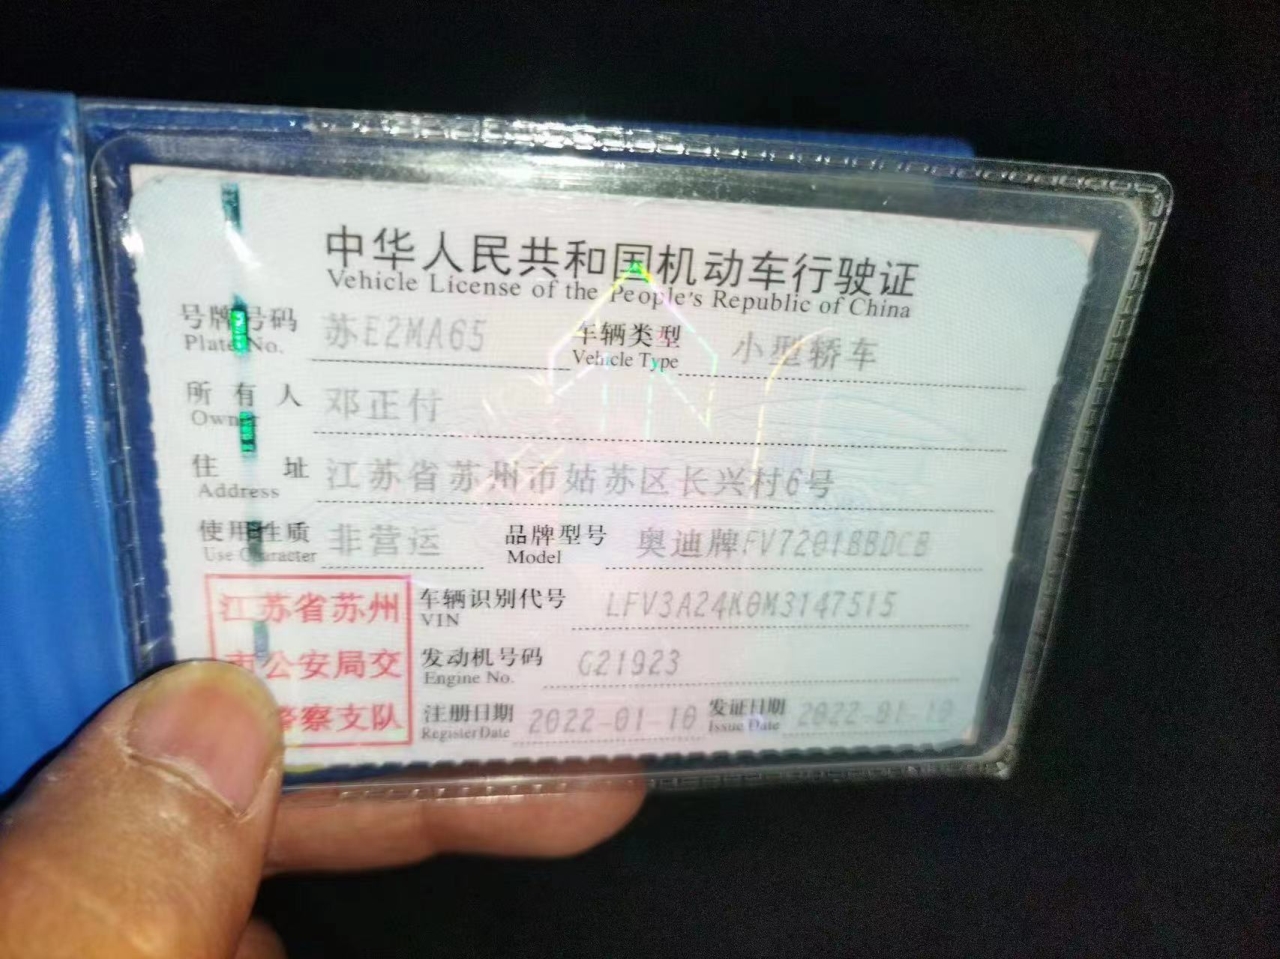 中华人民共和国机动车行驶证
Vehicle License of the People's Republic of China
号牌号码 苏E2MA65 车辆类型 小型轿车
Plate No. Vehicle Type
所有人 邓正付
Owner
住址 江苏省苏州市姑苏区长兴村6号
Address
使用性质 非营运 品牌型号 奥迪牌FV7201BBDCB
Use Character Model
江苏省苏州 车辆识别代号 LFV3A24K0M3147515
VIN
市公安局交 发动机号码 G21923
Engine No.
警察支队 注册日期 2022-01-10 发证日期 2022-01-10
Register Date Issue Date